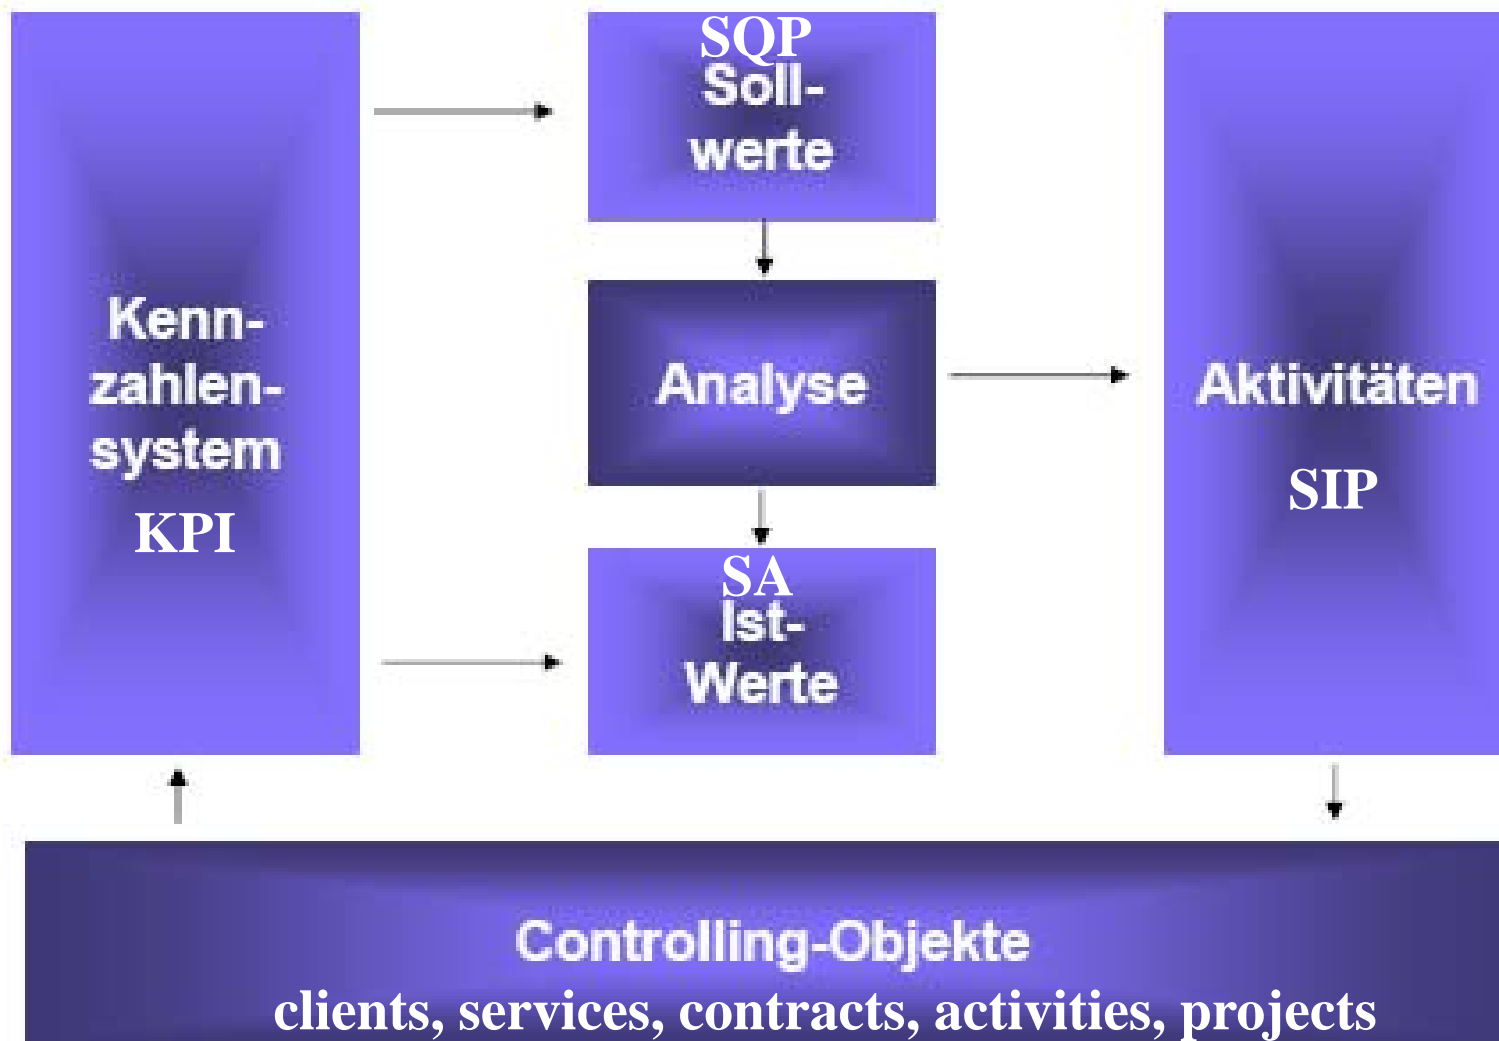 Kenn-
zahlen-
system
KPI
SQP
Soll-
werte
Analyse
SA
Ist-
Werte
Aktivitäten
SIP
Controlling-Objekte
clients, services, contracts, activities, projects